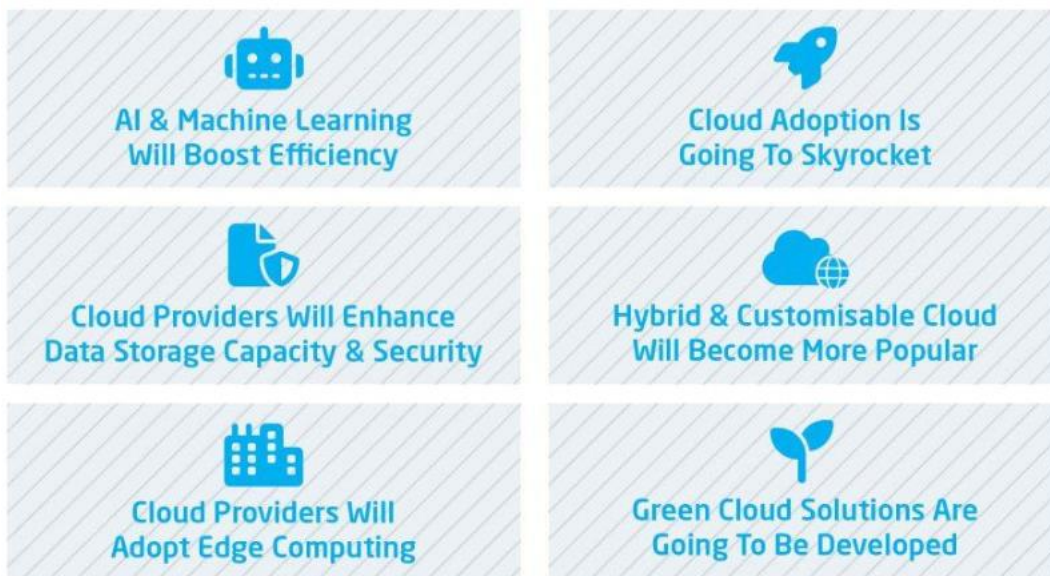 AI & Machine Learning
Will Boost Efficiency
Cloud Adoption Is
Going To Skyrocket
Cloud Providers Will Enhance
Data Storage Capacity & Security
Hybrid & Customisable Cloud
Will Become More Popular
Cloud Providers Will
Adopt Edge Computing
Green Cloud Solutions Are
Going To Be Developed